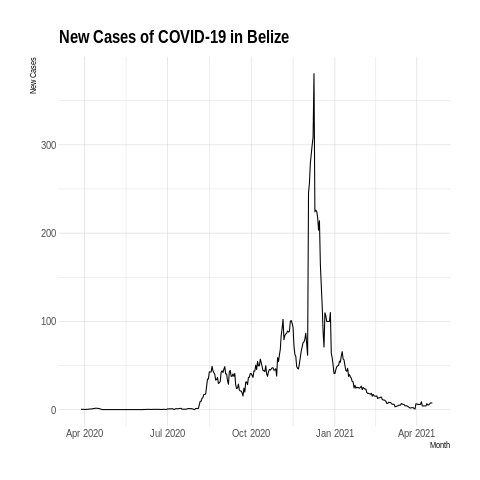 New Cases of COVID-19 in Belize
New Cases
300
200
100
0
Apr 2020 Jul 2020 Oct 2020 Jan 2021 Apr 2021
Month